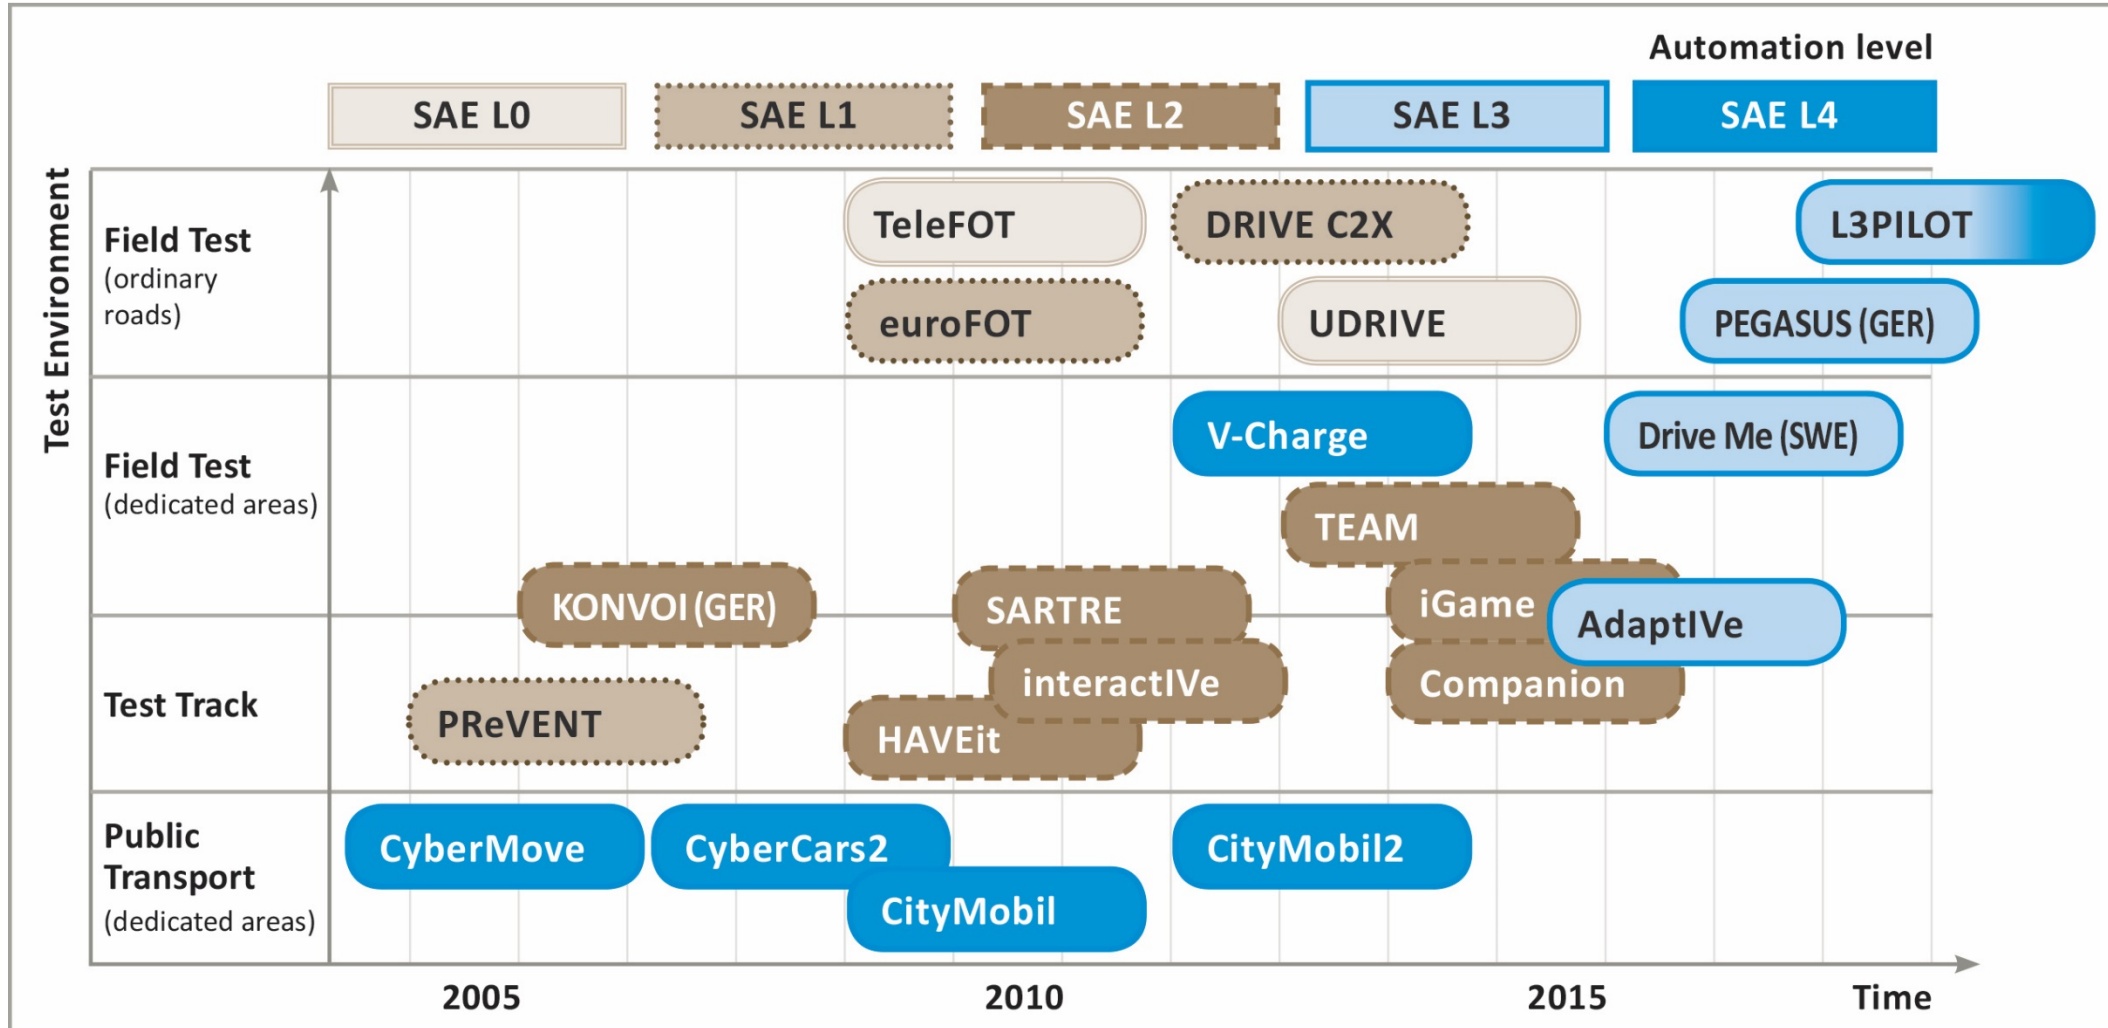 Automation level
SAE L0
SAE L1
SAE L2
SAE L3
SAE L4
Test Environment
Field Test
(ordinary
roads)
TeleFOT
DRIVE C2X
L3PILOT
euroFOT
UDRIVE
PEGASUS (GER)
Field Test
(dedicated areas)
V-Charge
Drive Me (SWE)
TEAM
KONVOI (GER)
SARTRE
iGame
AdaptIVe
Test Track
interactIVe
Companion
PReVENT
HAVEit
Public
Transport
(dedicated areas)
CyberMove
CyberCars2
CityMobil2
CityMobil
2005
2010
2015
Time